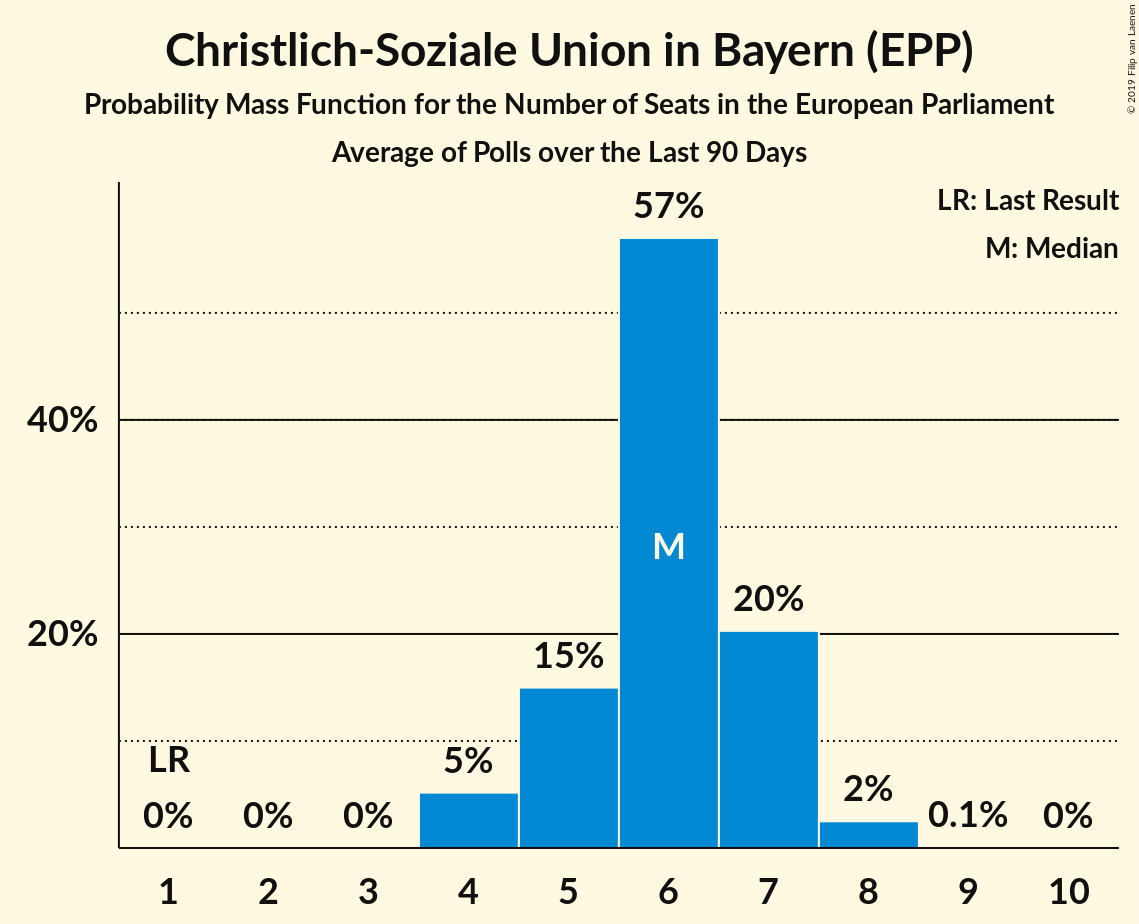 Christlich-Soziale Union in Bayern (EPP)
Probability Mass Function for the Number of Seats in the European Parliament
Average of Polls over the Last 90 Days
© 2019 Filip van Laenen
LR: Last Result
M: Median
57%
40%
M
20%
20%
15%
LR
5%
2%
0%
0%
0%
0.1%
0%
1 2 3 4 5 6 7 8 9 10